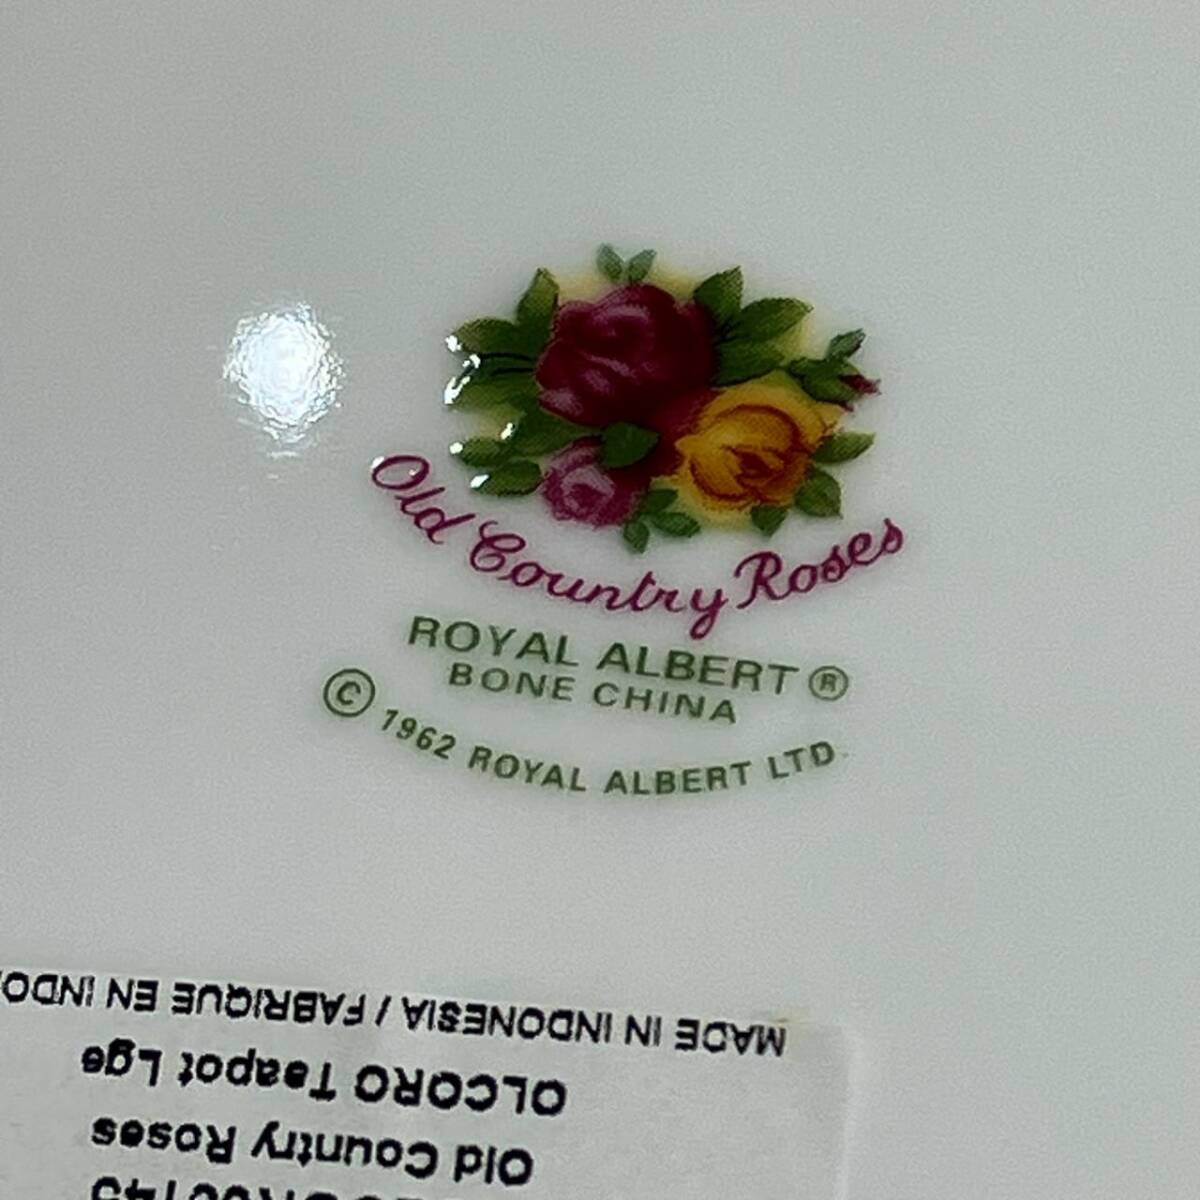 Old Country Roses
ROYAL ALBERT ®
BONE CHINA
© 1962 ROYAL ALBERT LTD
MADE IN INDONESIA / FABRIQUE EN
OLCORO Teapot Lge
Old Country Roses